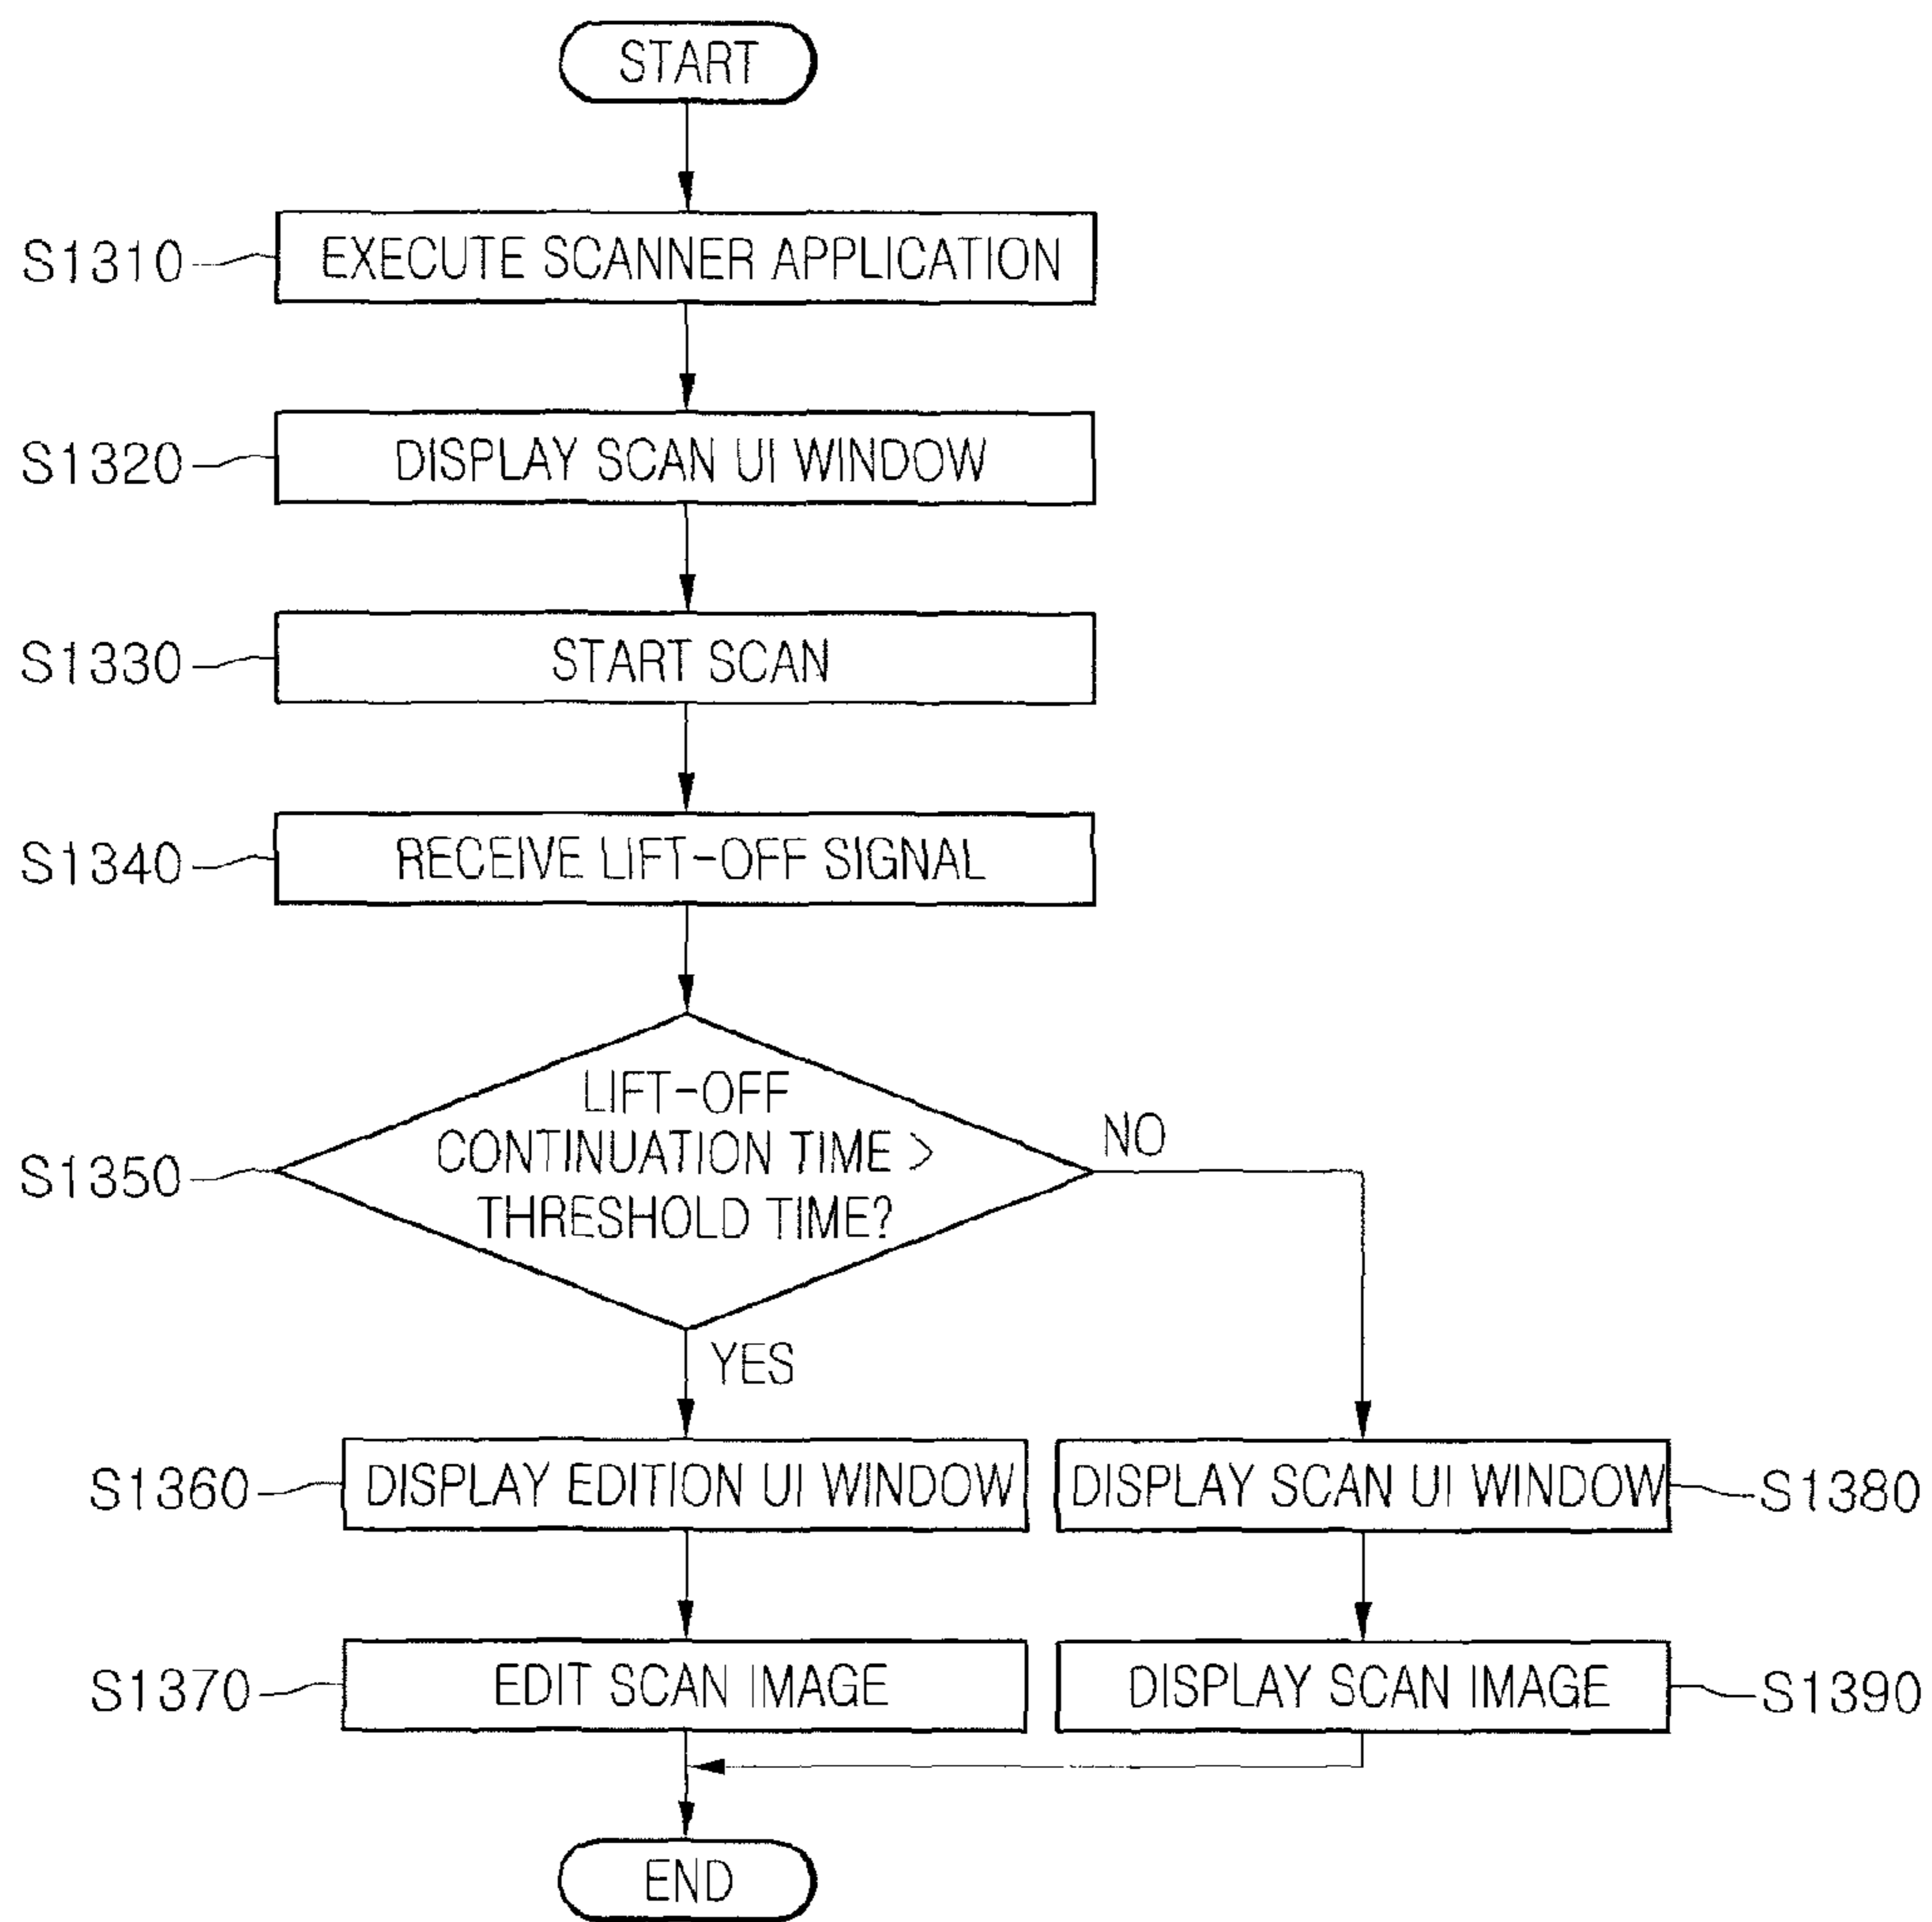 START
S1310
EXECUTE SCANNER APPLICATION
S1320
DISPLAY SCAN UI WINDOW
S1330
START SCAN
S1340
RECEIVE LIFT-OFF SIGNAL
S1350
LIFT-OFF
CONTINUATION TIME >
THRESHOLD TIME?
NO
YES
S1360
DISPLAY EDITION UI WINDOW
DISPLAY SCAN UI WINDOW
S1380
S1370
EDIT SCAN IMAGE
DISPLAY SCAN IMAGE
S1390
END